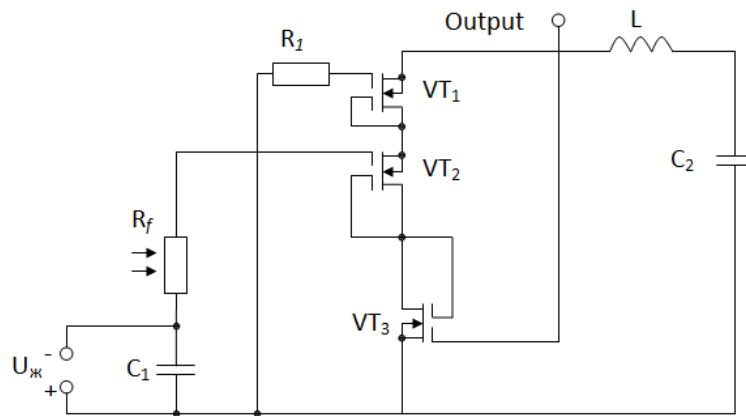 Output
L
R1
VT1
VT2
C2
Rf
VT3
-
Uж
+
C1